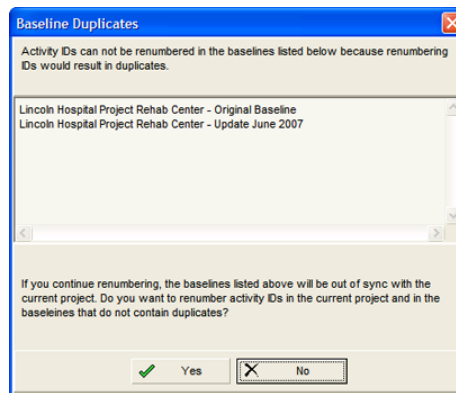 Baseline Duplicates
Activity IDs can not be renumbered in the baselines listed below because renumbering
IDs would result in duplicates.
Lincoln Hospital Project Rehab Center - Original Baseline
Lincoln Hospital Project Rehab Center - Update June 2007
If you continue renumbering, the baselines listed above will be out of sync with the
current project. Do you want to renumber activity IDs in the current project and in the
baseleines that do not contain duplicates?
Yes
No